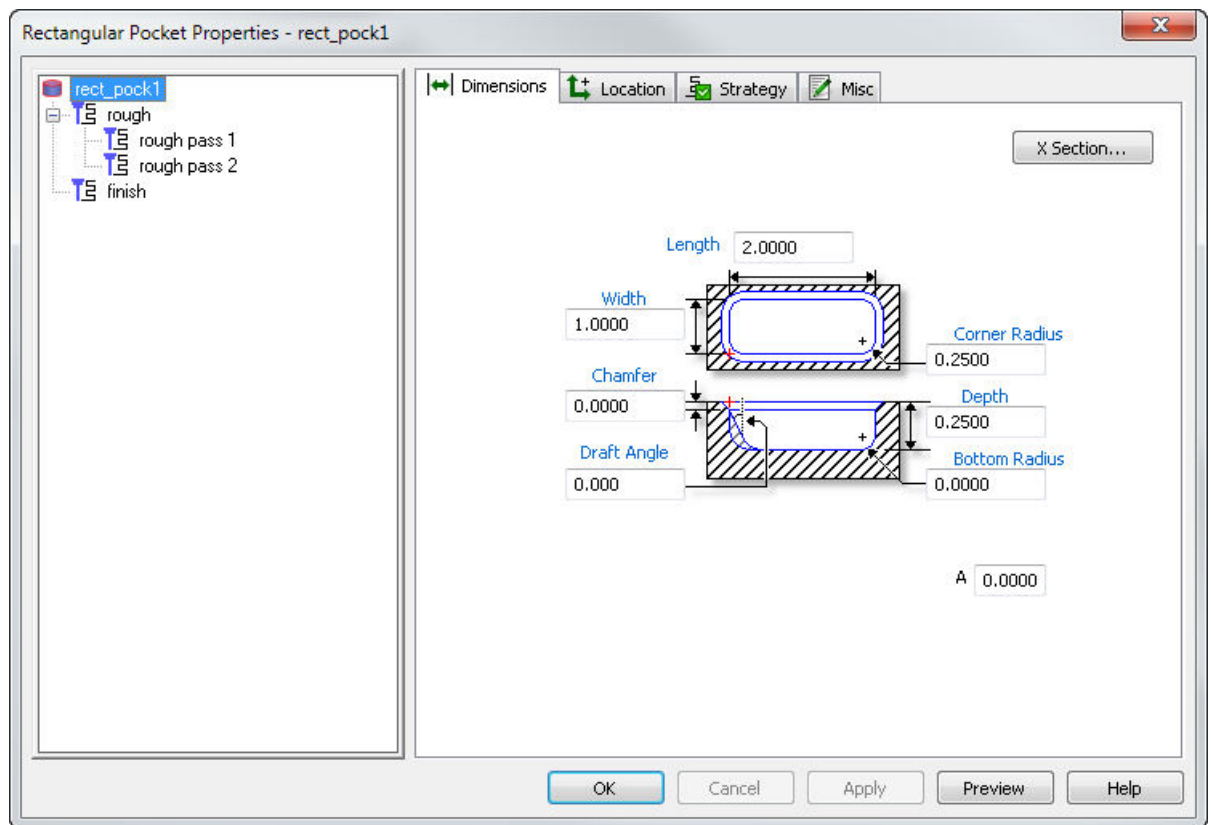 Rectangular Pocket Properties - rect_pock1
rect_pock1
rough
rough pass 1
rough pass 2
finish
Dimensions Location Strategy Misc
X Section...
Length 2.0000
Width
1.0000
Corner Radius
0.2500
Chamfer
0.0000
Depth
0.2500
Draft Angle
0.000
Bottom Radius
0.0000
A 0.0000
OK Cancel Apply Preview Help